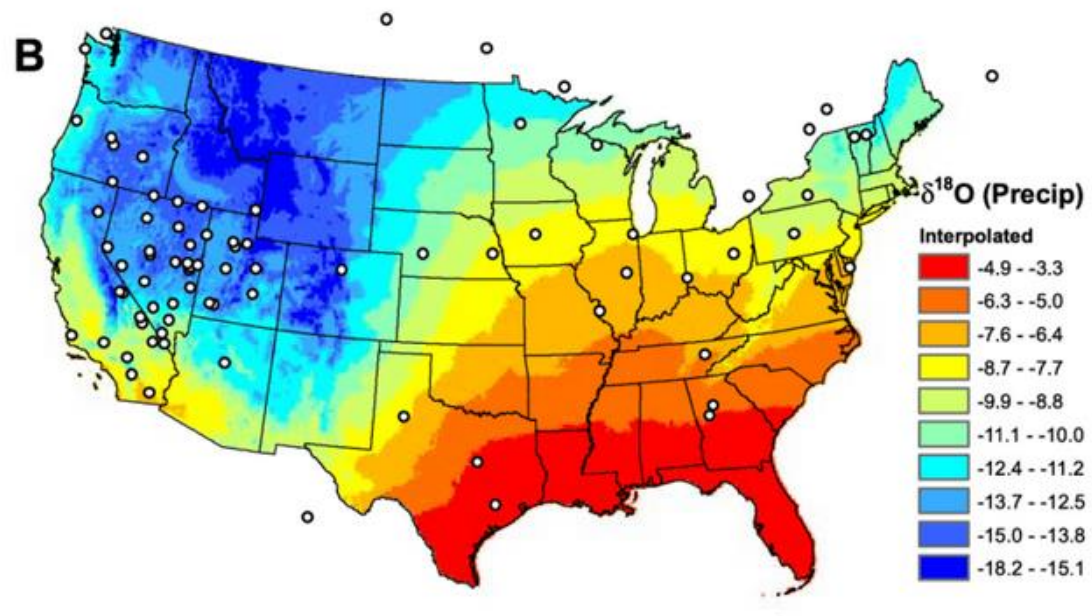 B
δ¹⁸O (Precip)
Interpolated
-4.9 - -3.3
-6.3 - -5.0
-7.6 - -6.4
-8.7 - -7.7
-9.9 - -8.8
-11.1 - -10.0
-12.4 - -11.2
-13.7 - -12.5
-15.0 - -13.8
-18.2 - -15.1